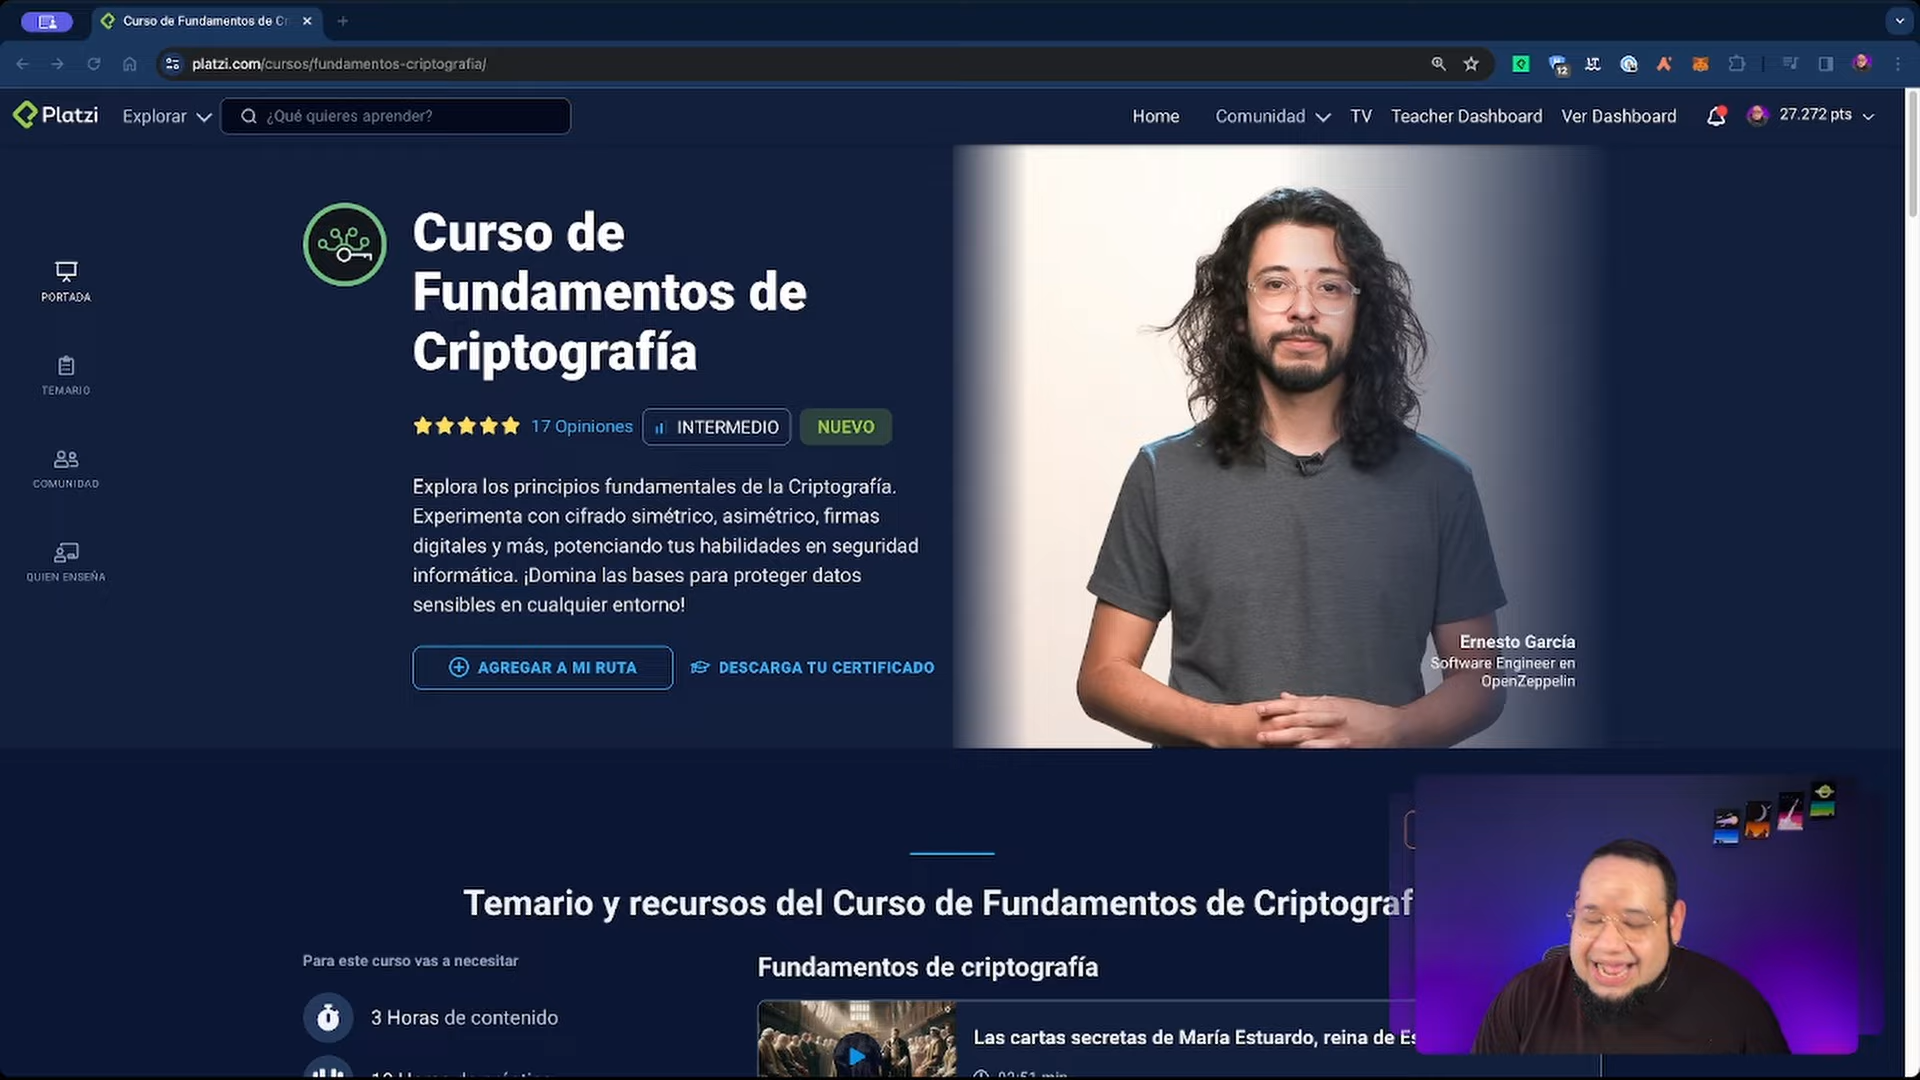 Curso de Fundamentos de C
platzi.com/cursos/fundamentos-criptografia/
12
Platzi
Explorar
¿Qué quieres aprender?
Home
Comunidad
TV
Teacher Dashboard
Ver Dashboard
27.272 pts
PORTADA
TEMARIO
COMUNIDAD
QUIEN ENSEÑA
Curso de
Fundamentos de
Criptografía
17 Opiniones
INTERMEDIO
NUEVO
Explora los principios fundamentales de la Criptografía.
Experimenta con cifrado simétrico, asimétrico, firmas
digitales y más, potenciando tus habilidades en seguridad
informática. ¡Domina las bases para proteger datos
sensibles en cualquier entorno!
AGREGAR A MI RUTA
DESCARGA TU CERTIFICADO
Ernesto García
Software Engineer en
OpenZeppelin
Temario y recursos del Curso de Fundamentos de Criptograf
Para este curso vas a necesitar
3 Horas de contenido
Fundamentos de criptografía
Las cartas secretas de María Estuardo, reina de Es